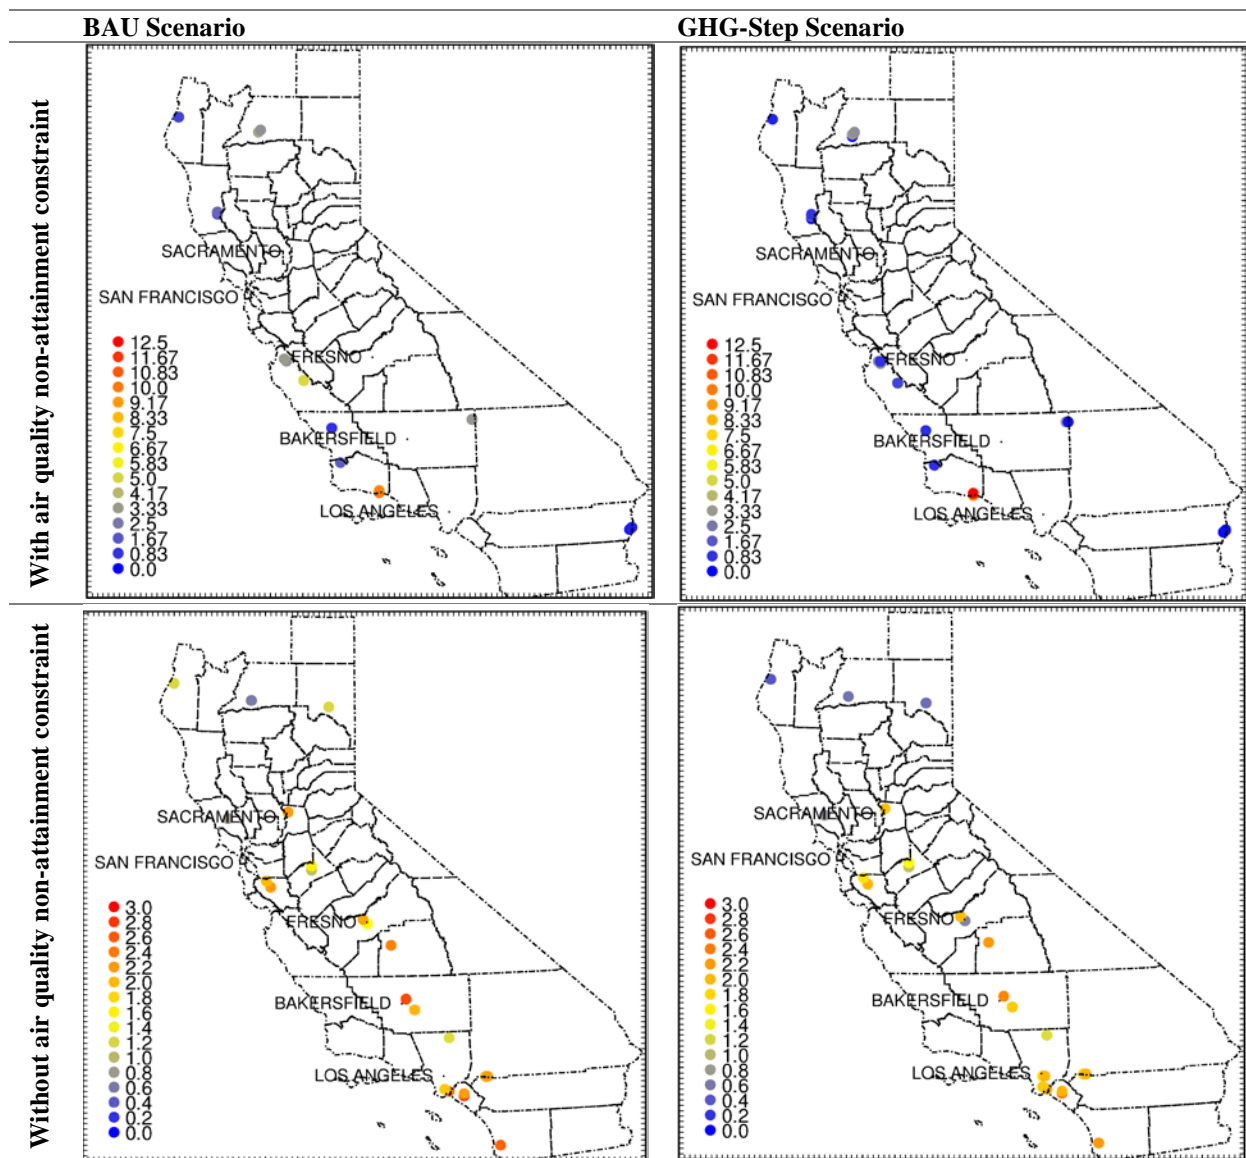 BAU Scenario
GHG-Step Scenario
With air quality non-attainment constraint
SACRAMENTO
SAN FRANCISGO
FRESNO
BAKERSFIELD
LOS ANGELES
12.5
11.67
10.83
10.0
9.17
8.33
7.5
6.67
5.83
5.0
4.17
3.33
2.5
1.67
0.83
0.0
SACRAMENTO
SAN FRANCISGO
FRESNO
BAKERSFIELD
LOS ANGELES
12.5
11.67
10.83
10.0
9.17
8.33
7.5
6.67
5.83
5.0
4.17
3.33
2.5
1.67
0.83
0.0
Without air quality non-attainment constraint
SACRAMENTO
SAN FRANCISGO
FRESNO
BAKERSFIELD
LOS ANGELES
3.0
2.8
2.6
2.4
2.2
2.0
1.8
1.6
1.4
1.2
1.0
0.8
0.6
0.4
0.2
0.0
SACRAMENTO
SAN FRANCISGO
FRESNO
BAKERSFIELD
LOS ANGELES
3.0
2.8
2.6
2.4
2.2
2.0
1.8
1.6
1.4
1.2
1.0
0.8
0.6
0.4
0.2
0.0